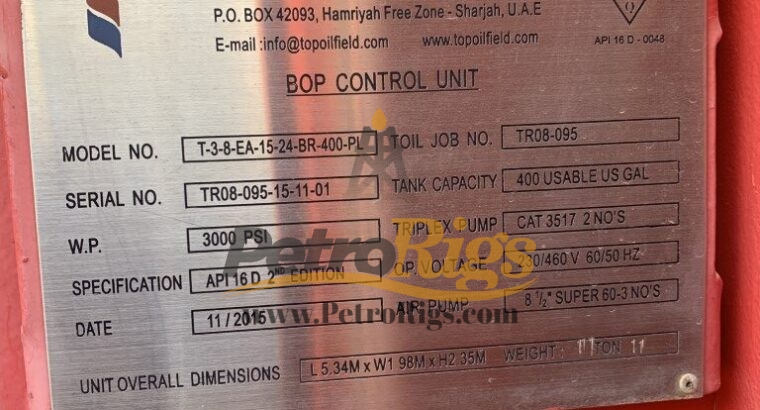 P.O. BOX 42093, Hamriyah Free Zone - Sharjah, U.A.E
E-mail :info@topoilfield.com www.topoilfield.com
Q
API 16 D - 0048
BOP CONTROL UNIT
MODEL NO. T-3-8-EA-15-24-BR-400-PL TOIL JOB NO. TR08-095
SERIAL NO. TR08-095-15-11-01 TANK CAPACITY 400 USABLE US GAL
W.P. 3000 PSI TRIPLEX PUMP CAT 3517 2 NO'S
SPECIFICATION API 16 D 2ND EDITION OP. VOLTAGE 230/460 V 60/50 HZ
DATE 11 / 2015 AIR PUMP 8 1/2" SUPER 60-3 NO'S
UNIT OVERALL DIMENSIONS L 5.34M x W1 98M x H2.35M WEIGHT: 11 TON
PetroRigs
www.PetroRigs.com